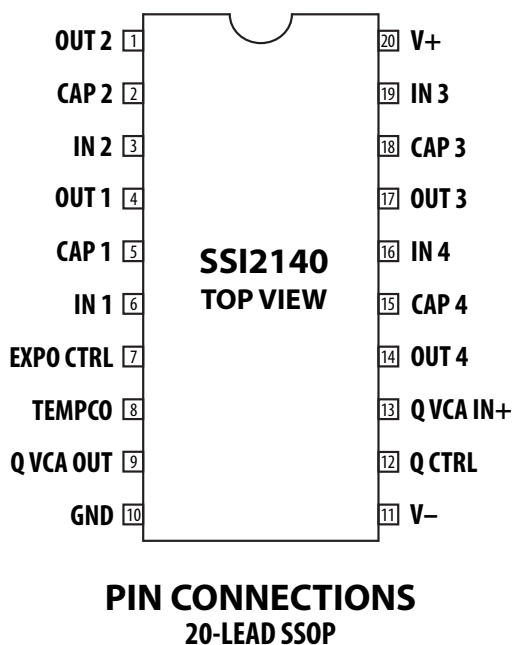 OUT 2 1 20 V+
CAP 2 2 19 IN 3
IN 2 3 18 CAP 3
OUT 1 4 17 OUT 3
CAP 1 5 16 IN 4
SSI2140
TOP VIEW
IN 1 6 15 CAP 4
EXPO CTRL 7 14 OUT 4
TEMPCO 8 13 Q VCA IN+
Q VCA OUT 9 12 Q CTRL
GND 10 11 V−
PIN CONNECTIONS
20-LEAD SSOP